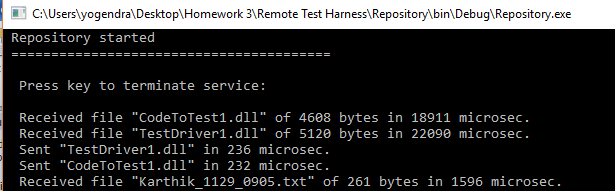 C:\Users\yogendra\Desktop\Homework 3\Remote Test Harness\Repository\bin\Debug\Repository.exe
Repository started
=======================================
Press key to terminate service:
Received file "CodeToTest1.dll" of 4608 bytes in 18911 microsec.
Received file "TestDriver1.dll" of 5120 bytes in 22090 microsec.
Sent "TestDriver1.dll" in 236 microsec.
Sent "CodeToTest1.dll" in 232 microsec.
Received file "Karthik_1129_0905.txt" of 261 bytes in 1596 microsec.